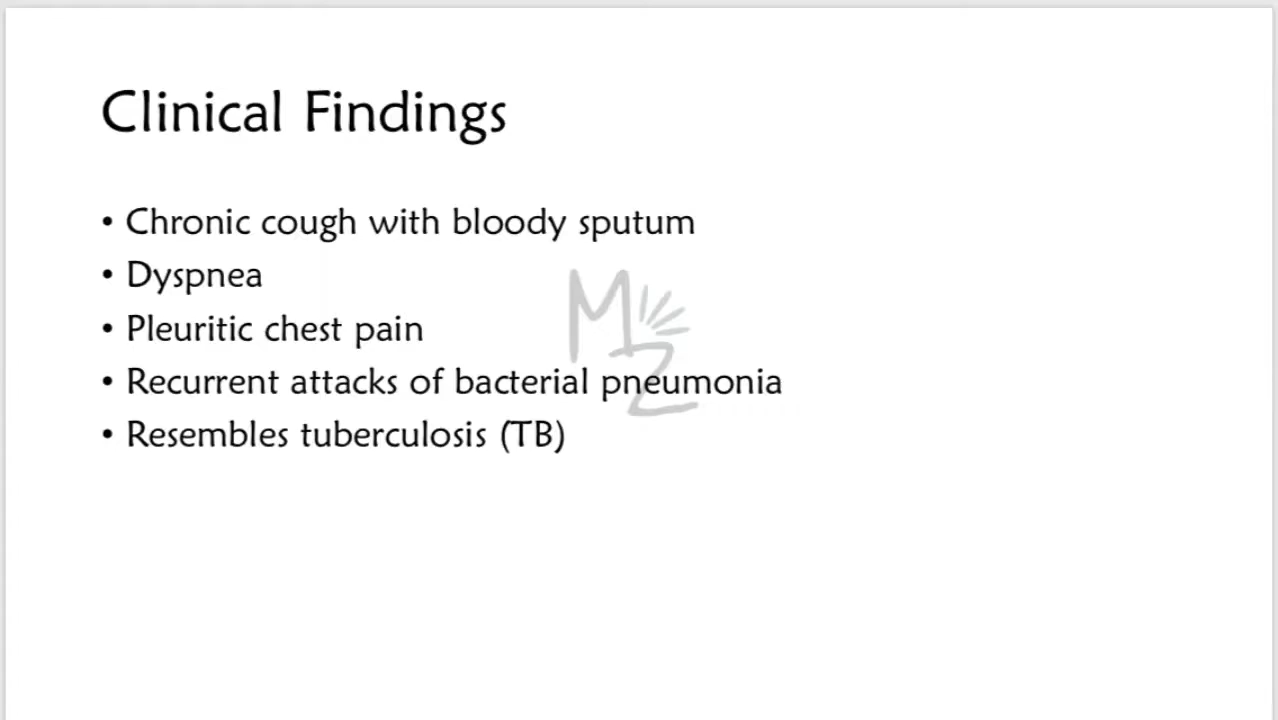 Clinical Findings
• Chronic cough with bloody sputum
• Dyspnea
• Pleuritic chest pain
• Recurrent attacks of bacterial pneumonia
• Resembles tuberculosis (TB)
MZ